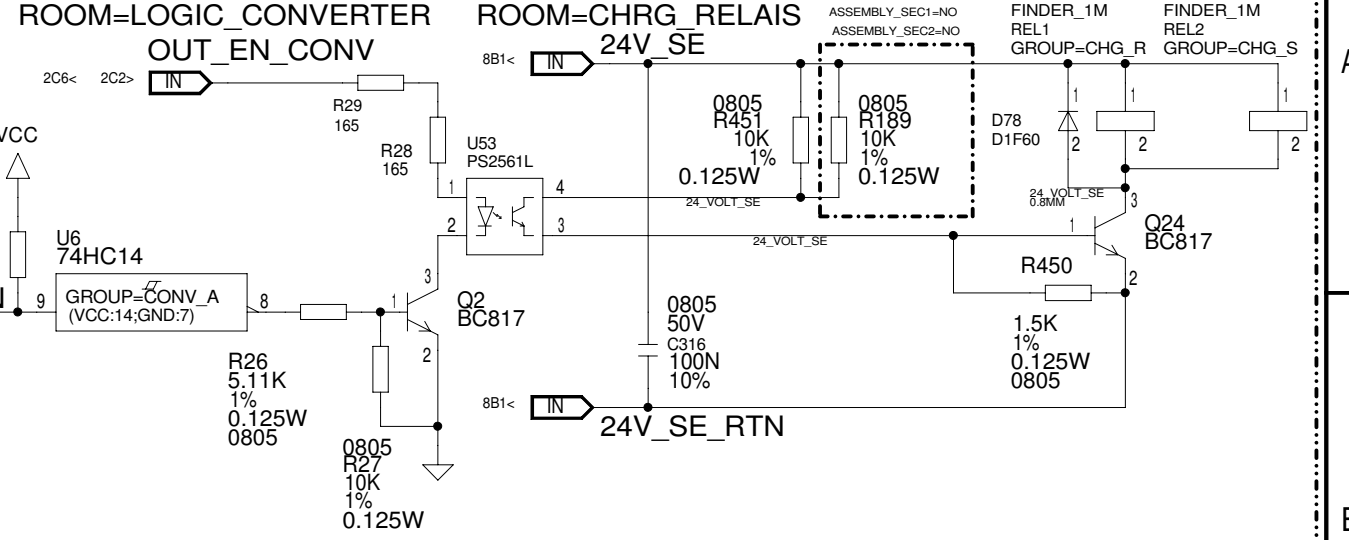 ROOM=LOGIC_CONVERTER
OUT_EN_CONV
2C6<
2C2>
IN
R29
165
R28
165
VCC
U6
74HC14
9
GROUP=CONV_A
(VCC:14;GND:7)
8
R26
5.11K
1%
0.125W
0805
0805
R27
10K
1%
0.125W
1
3
2
Q2
BC817
U53
PS2561L
1
2
4
3
ROOM=CHRG_RELAIS
24V_SE
8B1<
IN
ASSEMBLY_SEC1=NO
ASSEMBLY_SEC2=NO
0805
R451
10K
1%
0.125W
0805
R189
10K
1%
0.125W
24_VOLT_SE
24_VOLT_SE
0805
50V
C316
100N
10%
8B1<
IN
24V_SE_RTN
FINDER_1M
REL1
GROUP=CHG_R
FINDER_1M
REL2
GROUP=CHG_S
D78
D1F60
1
2
1
2
1
2
24_VOLT_SE
0.8MM
3
1
2
Q24
BC817
R450
1.5K
1%
0.125W
0805